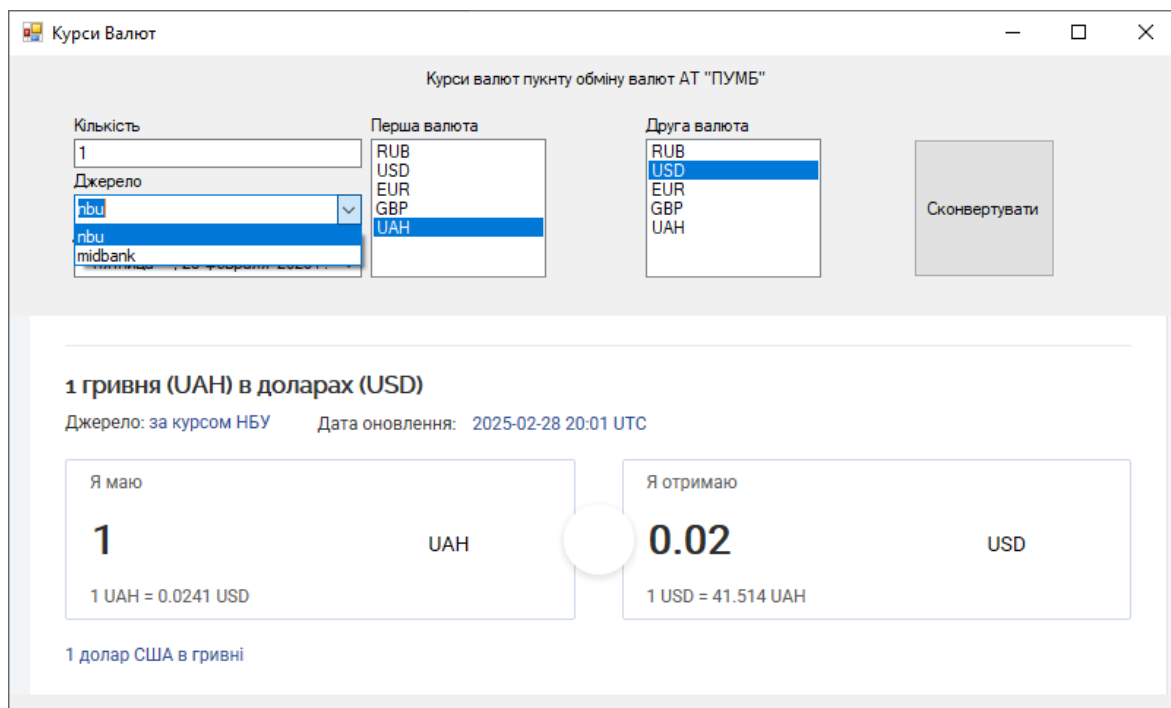 Курси Валют
Курси валют пукнту обміну валют АТ "ПУМБ"
Кількість
1
Джерело
nbu
nbu
midbank
Перша валюта
RUB
USD
EUR
GBP
UAH
Друга валюта
RUB
USD
EUR
GBP
UAH
Сконвертувати
1 гривня (UAH) в доларах (USD)
Джерело: за курсом НБУ Дата оновлення: 2025-02-28 20:01 UTC
Я маю
1 UAH
1 UAH = 0.0241 USD
Я отримаю
0.02 USD
1 USD = 41.514 UAH
1 долар США в гривні